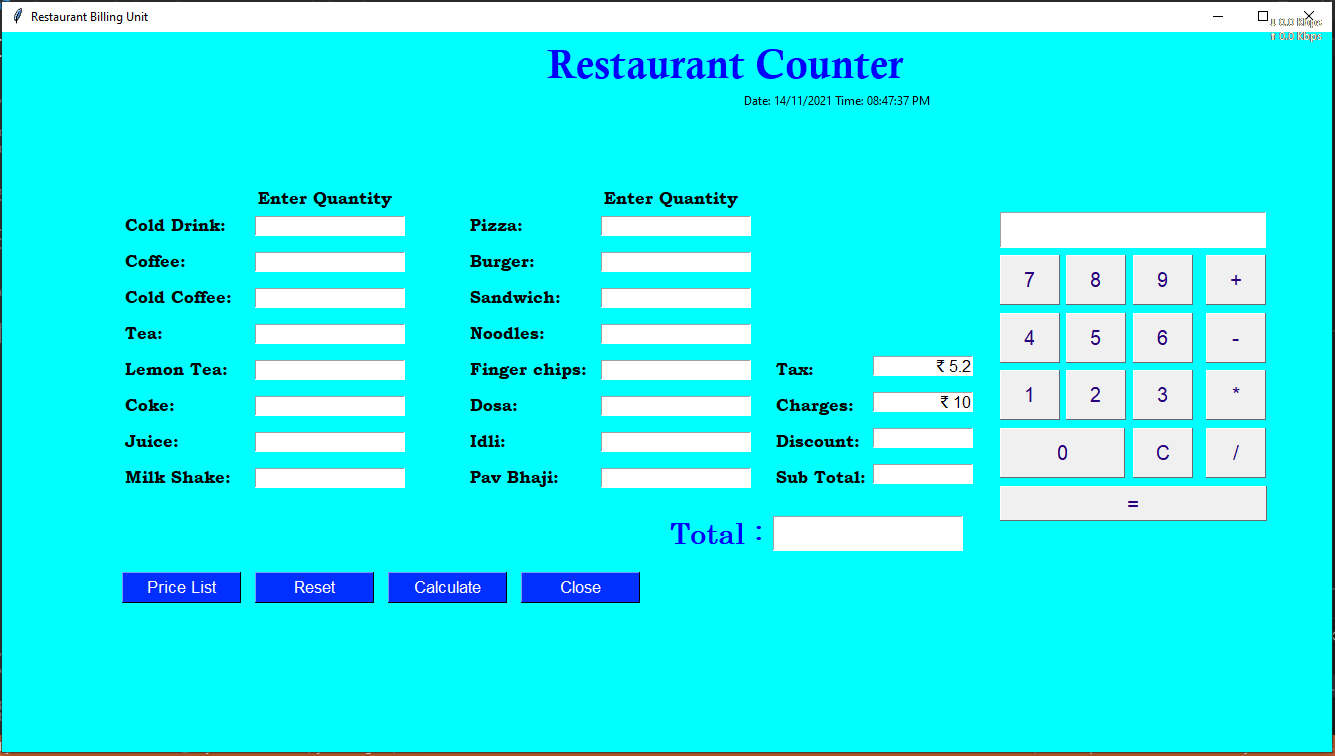 Restaurant Billing Unit
↓ 0.0 Kbps
↑ 0.0 Kbps
Restaurant Counter
Date: 14/11/2021 Time: 08:47:37 PM
Enter Quantity
Cold Drink:
Coffee:
Cold Coffee:
Tea:
Lemon Tea:
Coke:
Juice:
Milk Shake:
Enter Quantity
Pizza:
Burger:
Sandwich:
Noodles:
Finger chips:
Dosa:
Idli:
Pav Bhaji:
Tax: ₹ 5.2
Charges: ₹ 10
Discount:
Sub Total:
Total :
7 8 9 +
4 5 6 -
1 2 3 *
0 C /
=
Price List Reset Calculate Close